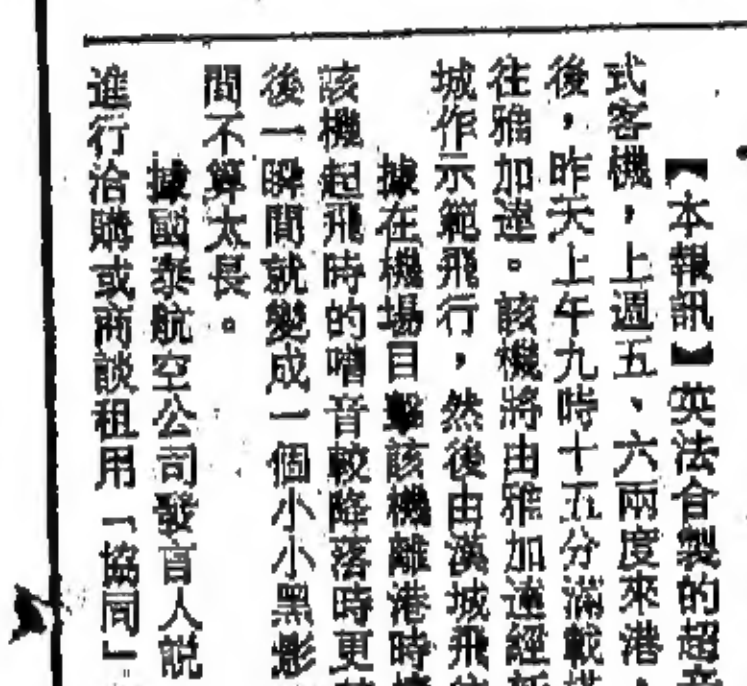 【本報訊】英法合製的超音
式客機，上週五、六兩度來港，
後，昨天上午九時十五分滿載搭
往雅加達。該機將由雅加達經新
城作示範飛行，然後由漢城飛往
據在機場目擊該機離港時
該機起飛時的嘈音較降落時更
後一瞬間就變成一個小小黑影
間不算太長。
據國泰航空公司發言人說
進行洽購或商談租用「協同」